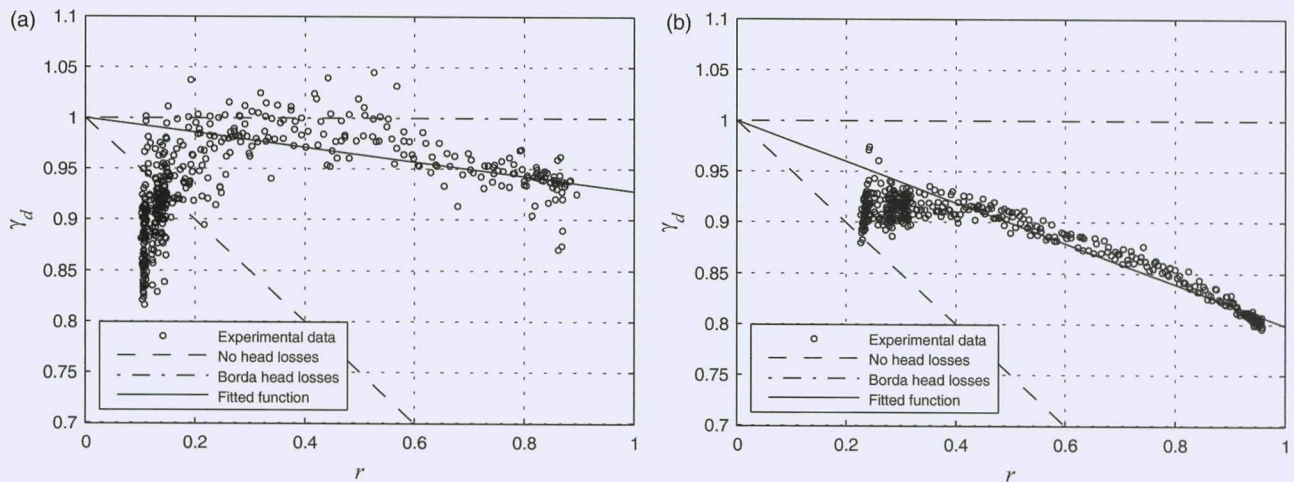 (a)
1.1
1.05
1
0.95
0.9
0.85
0.8
0.75
0.7
γd
0 0.2 0.4 0.6 0.8 1
r
Experimental data
No head losses
Borda head losses
Fitted function
(b)
1.1
1.05
1
0.95
0.9
0.85
0.8
0.75
0.7
γd
0 0.2 0.4 0.6 0.8 1
r
Experimental data
No head losses
Borda head losses
Fitted function